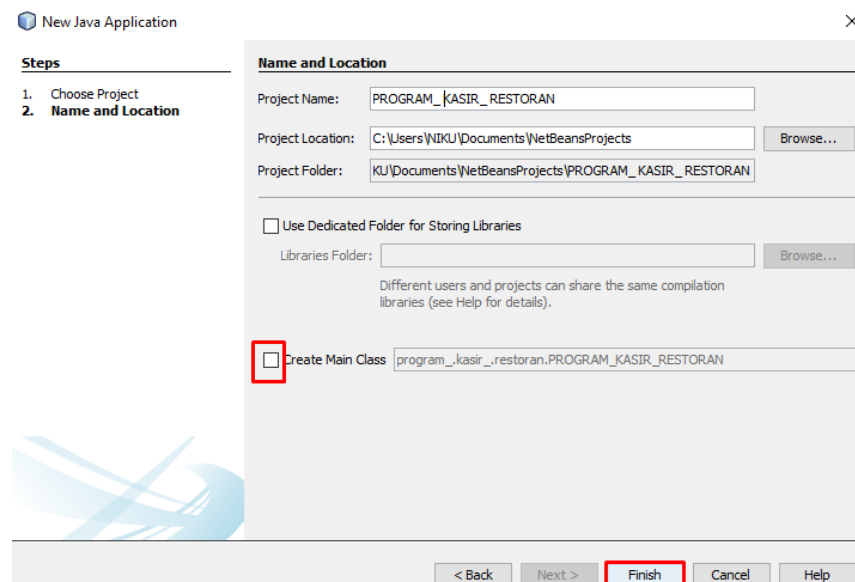 New Java Application
Steps
1. Choose Project
2. Name and Location
Name and Location
Project Name: PROGRAM_ KASIR_ RESTORAN
Project Location: C:\Users\NIKU\Documents\NetBeansProjects Browse...
Project Folder: KU\Documents\NetBeansProjects\PROGRAM_ KASIR_ RESTORAN
Use Dedicated Folder for Storing Libraries
Libraries Folder: Browse...
Different users and projects can share the same compilation
libraries (see Help for details).
Create Main Class program_.kasir_.restoran.PROGRAM_KASIR_RESTORAN
< Back Next > Finish Cancel Help